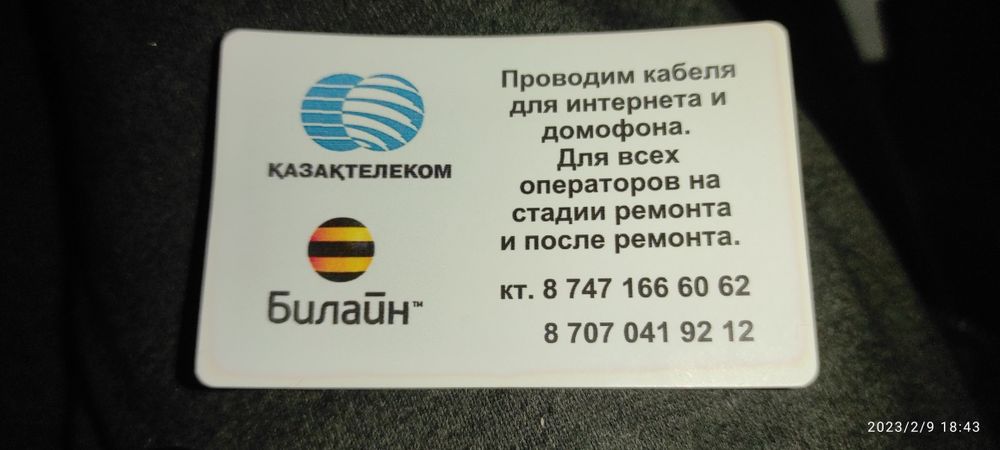 ҚАЗАҚТЕЛЕКОМ
Билайн™
Проводим кабеля
для интернета и
домофона.
Для всех
операторов на
стадии ремонта
и после ремонта.
кт. 8 747 166 60 62
8 707 041 92 12
2023/2/9 18:43